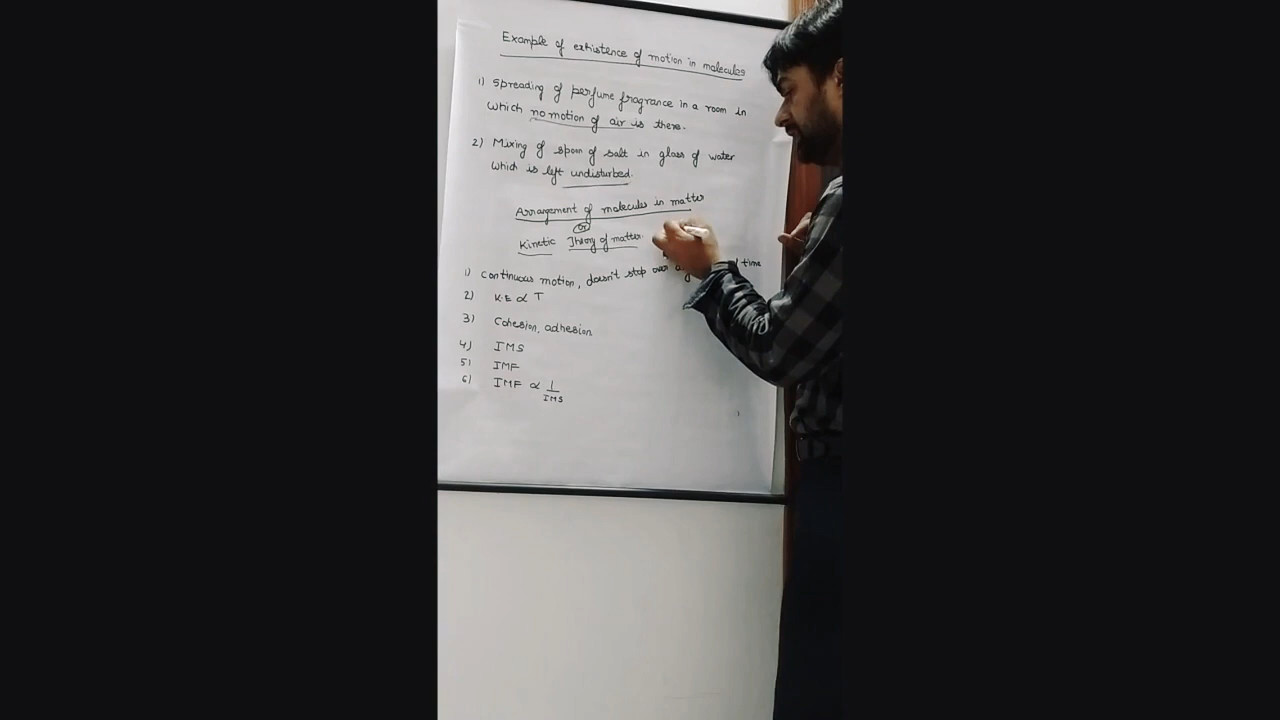 Example of exhistence of motion in molecules
1) Spreading of perfume fragrance in a room in
which no motion of air is there.
2) Mixing of spoon of salt in glass of water
which is left undisturbed.
Arrangement of molecules in matter
or
Kinetic Theory of matter.
1) Continuous motion, doesn't stop over time
2) K.E ∝ T
3) Cohesion, adhesion
4) IMS
5) IMF
6) IMF ∝ 1/IMS